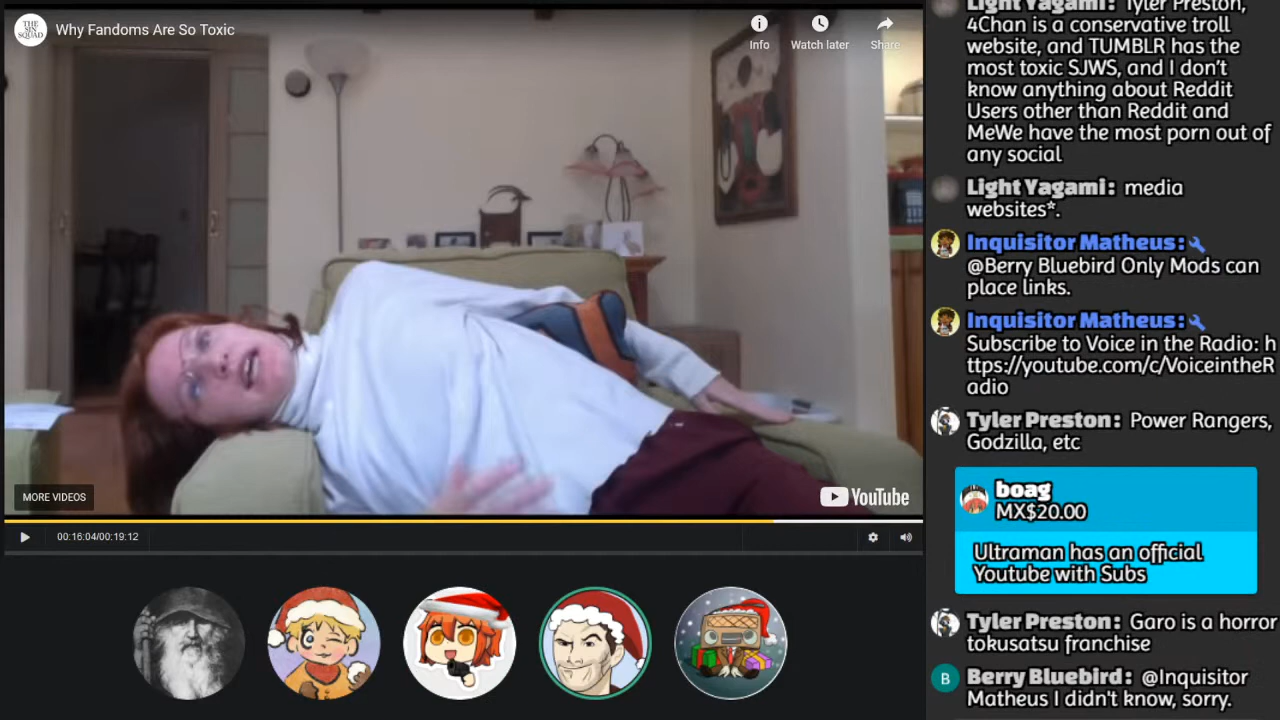 THE
SIN
SQUAD
Why Fandoms Are So Toxic
Info
Watch later
Share
MORE VIDEOS
YouTube
00:16:04/00:19:12
Light Yagami: Tyler Preston,
4Chan is a conservative troll
website, and TUMBLR has the
most toxic SJWS, and I don't
know anything about Reddit
Users other than Reddit and
MeWe have the most porn out of
any social
Light Yagami: media
websites*.
Inquisitor Matheus:
@Berry Bluebird Only Mods can
place links.
Inquisitor Matheus:
Subscribe to Voice in the Radio: h
ttps://youtube.com/c/VoiceintheR
adio
Tyler Preston: Power Rangers,
Godzilla, etc
boag
MX$20.00
Ultraman has an official
Youtube with Subs
Tyler Preston: Garo is a horror
tokusatsu franchise
B
Berry Bluebird: @Inquisitor
Matheus I didn't know, sorry.